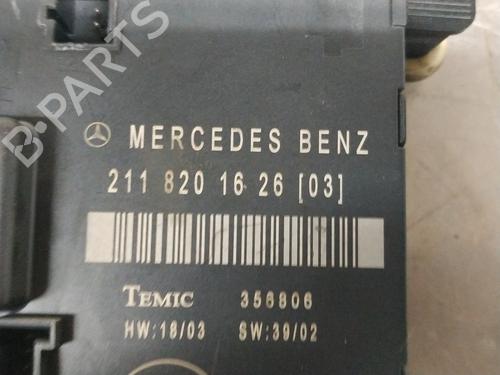 B-PARTS
MERCEDES BENZ
211 820 16 26 [03]
TEMIC 356806
HW:18/03 SW:39/02